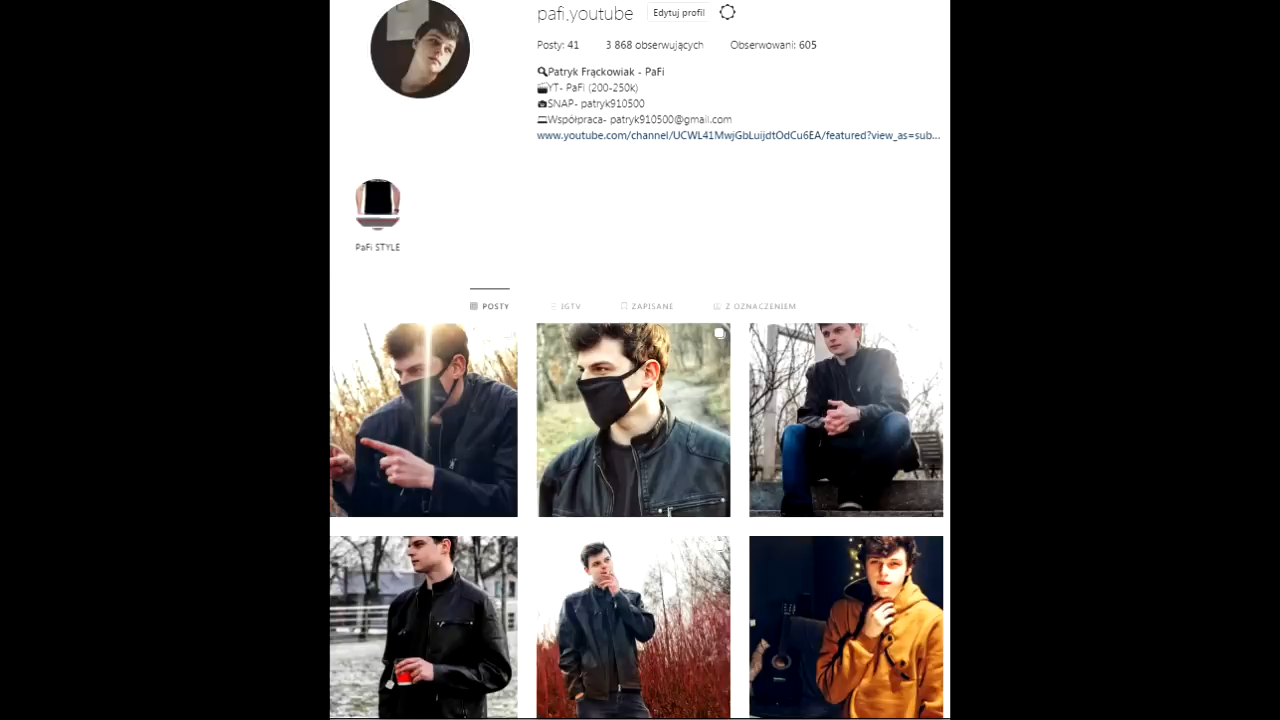 pafi.youtube Edytuj profil
Posty: 41 3 868 obserwujących Obserwowani: 605
Patryk Frąckowiak - PaFi
YT- PaFi (200-250k)
SNAP- patryk910500
Współpraca- patryk910500@gmail.com
www.youtube.com/channel/UCWL41MwjGbLuijdtOdCu6EA/featured?view_as=sub...
PaFi STYLE
POSTY IGTV ZAPISANE Z OZNACZENIEM